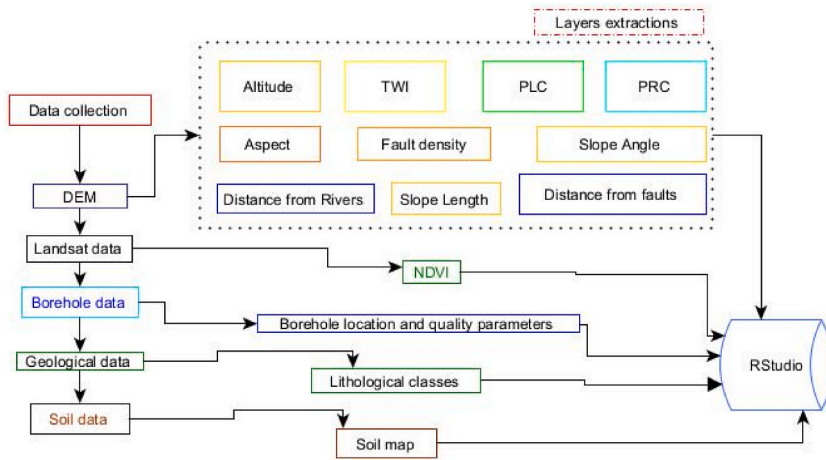 Layers extractions
Altitude
TWI
PLC
PRC
Data collection
Aspect
Fault density
Slope Angle
DEM
Distance from Rivers
Slope Length
Distance from faults
Landsat data
NDVI
Borehole data
Borehole location and quality parameters
Geological data
Lithological classes
RStudio
Soil data
Soil map